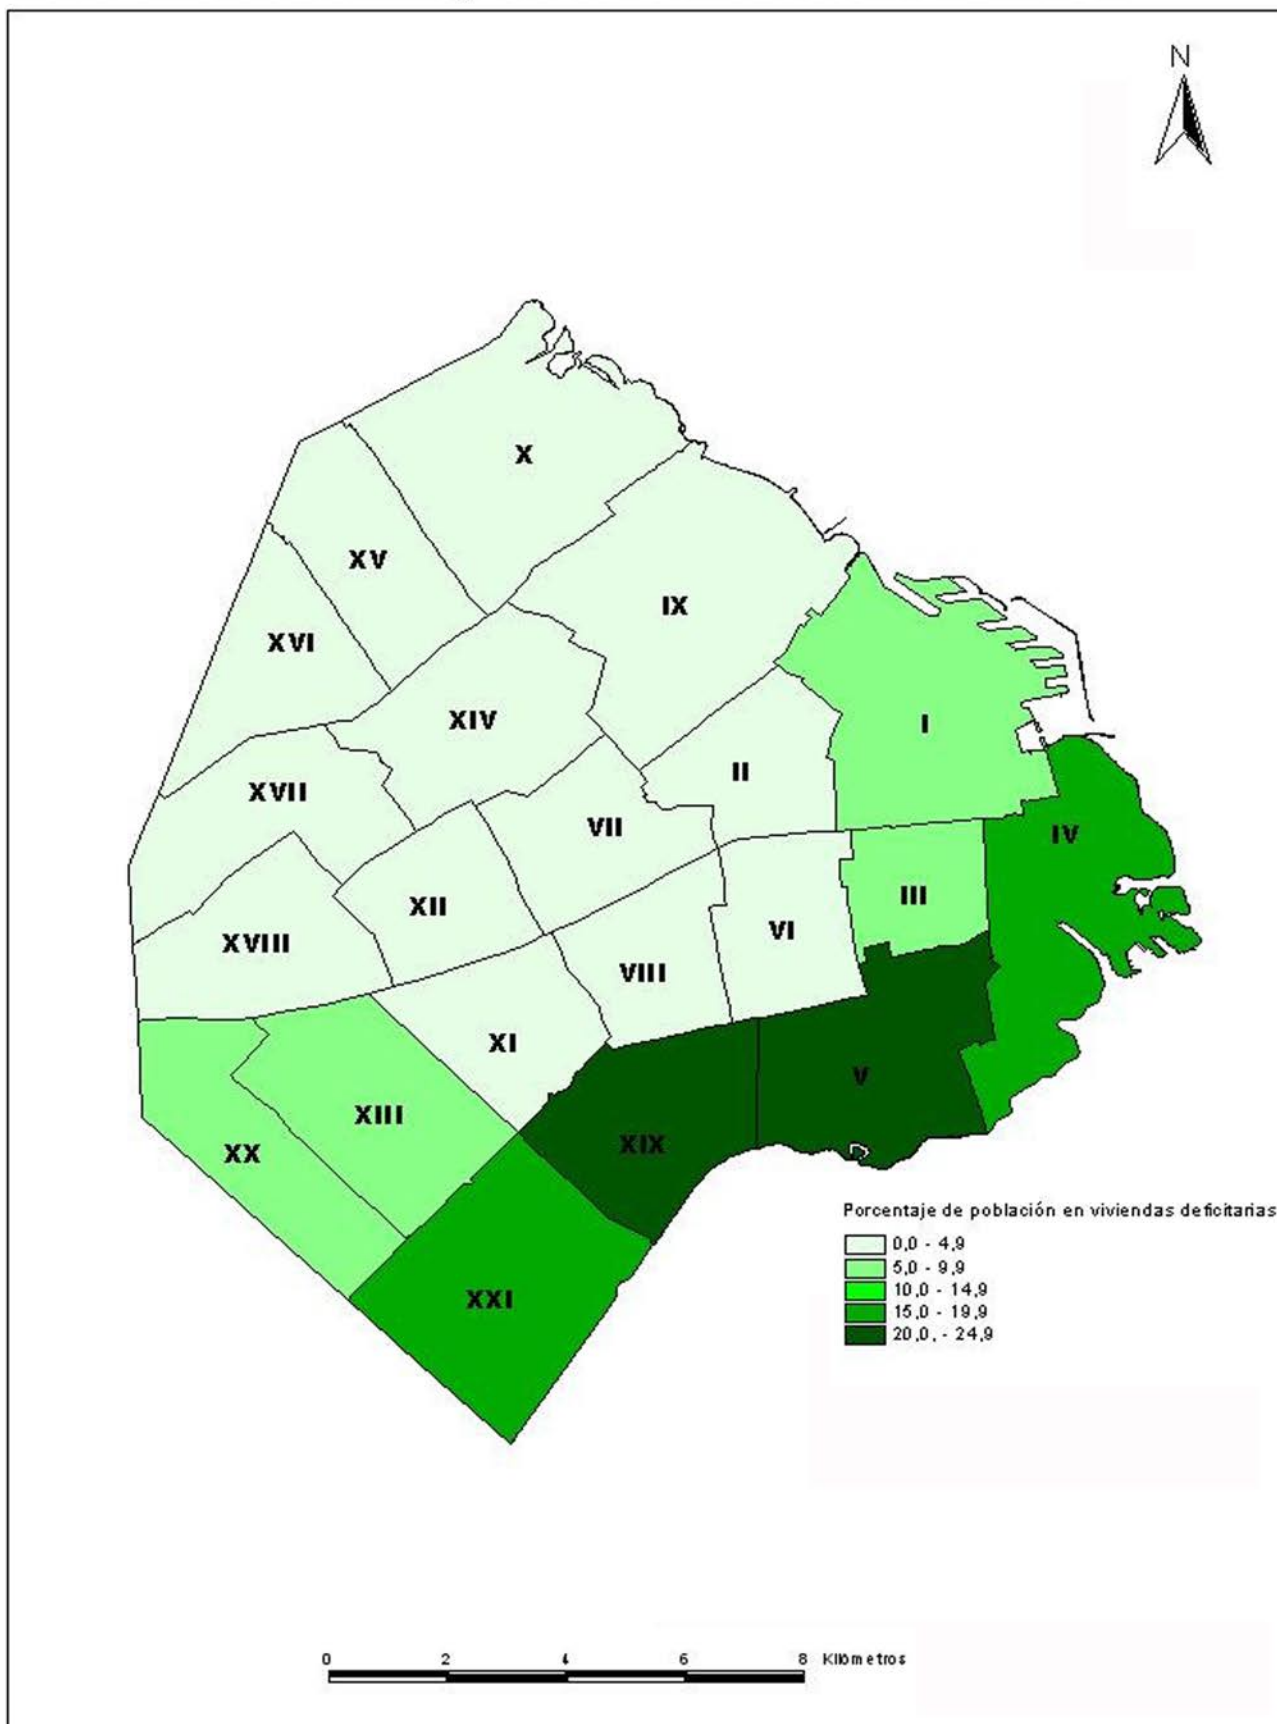 N
X
XV
IX
XVI
XIV
I
II
XVII
VII
IV
III
XII
VI
XVIII
VIII
XI
V
XIII
XIX
XX
Porcentaje de población en viviendas deficitarias
0,0 - 4,9
5,0 - 9,9
10,0 - 14,9
15,0 - 19,9
20,0, - 24,9
XXI
0 2 4 6 8 Kilómetros